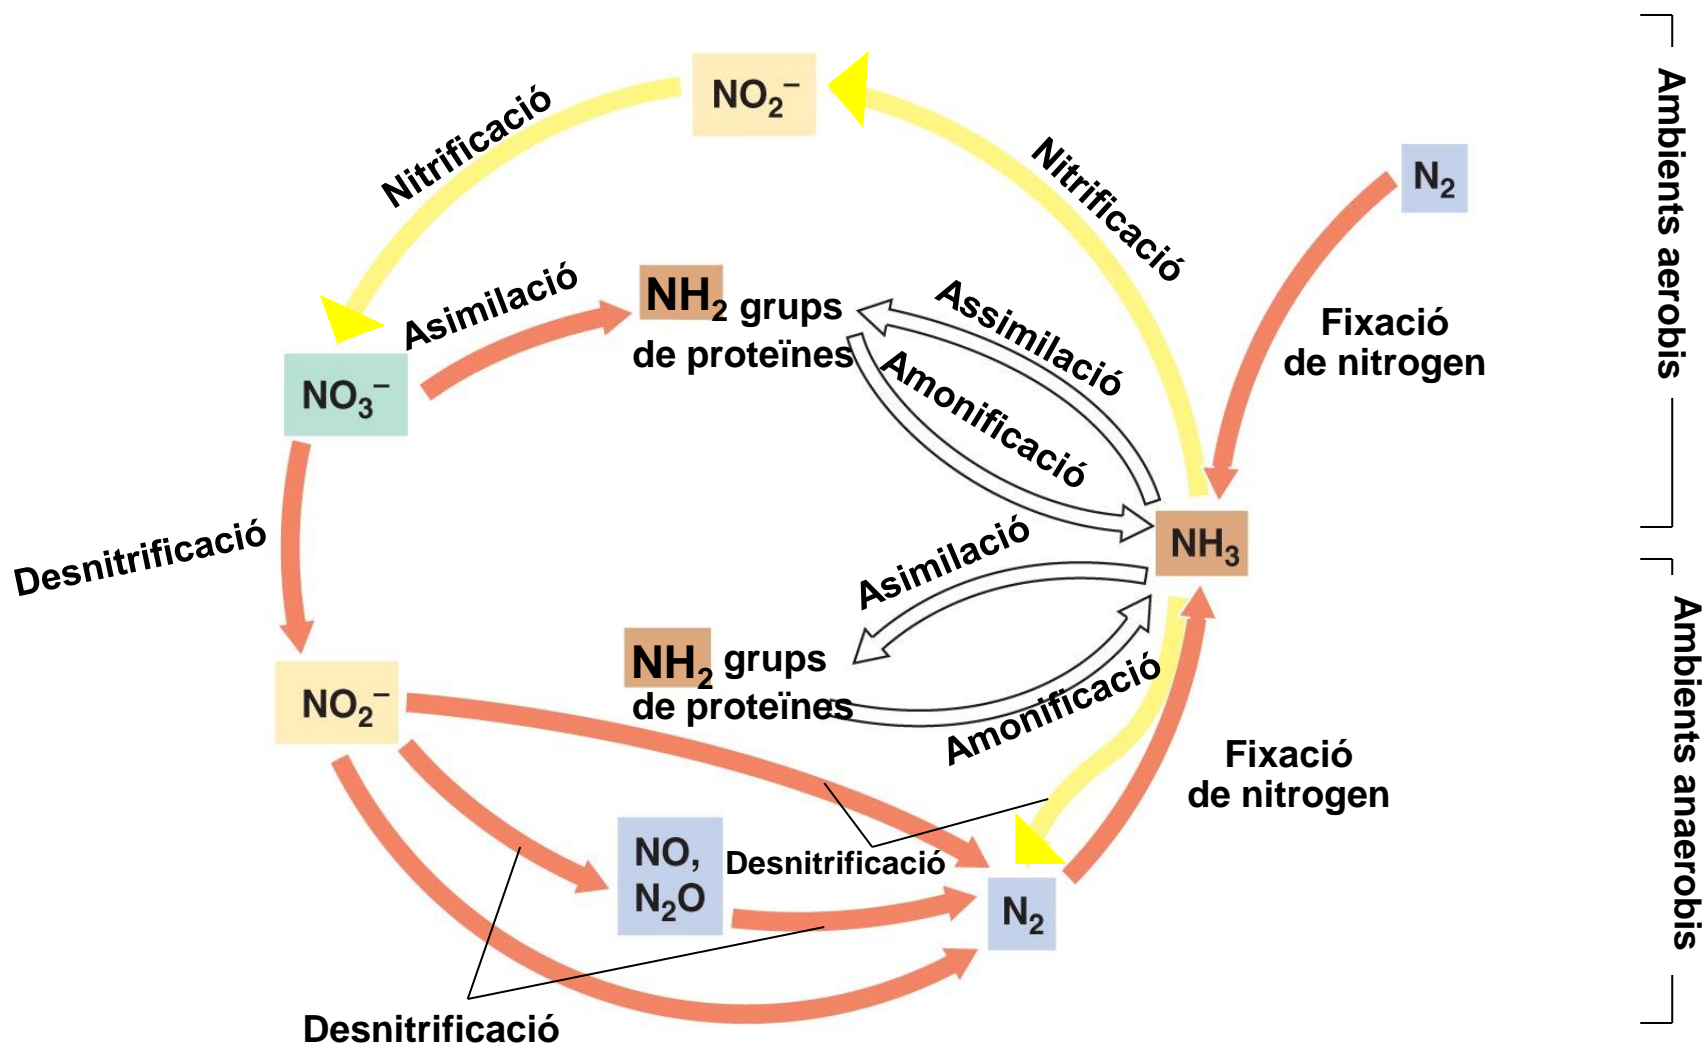 NO₂⁻
Nitrificació
Nitrificació
N₂
Ambients aerobis
Asimilació
NH₂ grups
de proteïnes
Assimilació
Amonificació
Fixació
de nitrogen
NO₃⁻
Desnitrificació
NH₃
Asimilació
NH₂ grups
de proteïnes
Amonificació
Ambients anaerobis
NO₂⁻
Fixació
de nitrogen
NO,
N₂O
Desnitrificació
N₂
Desnitrificació